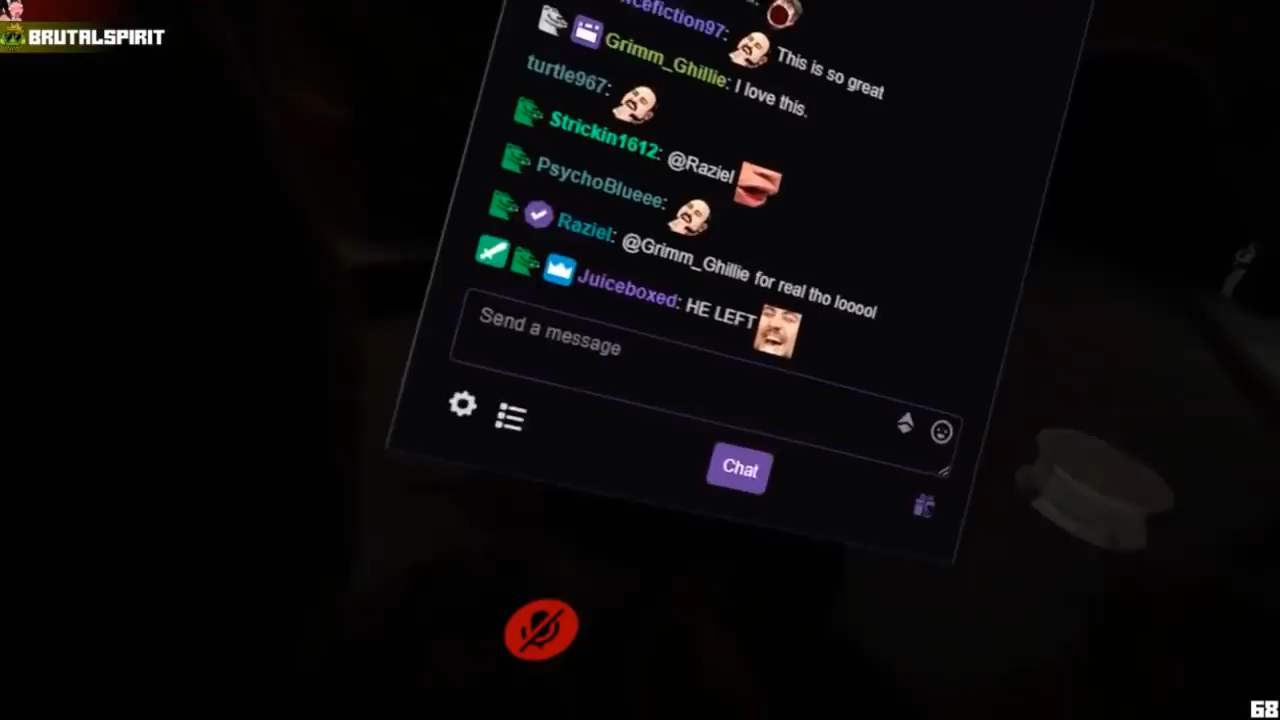 BRUTALSPIRIT
cefiction97: This is so great
Grimm_Ghillie: I love this.
turtle967:
Strickin1612: @Raziel
PsychoBlueee:
Raziel: @Grimm_Ghillie for real tho looool
Juiceboxed: HE LEFT
Send a message
Chat
68